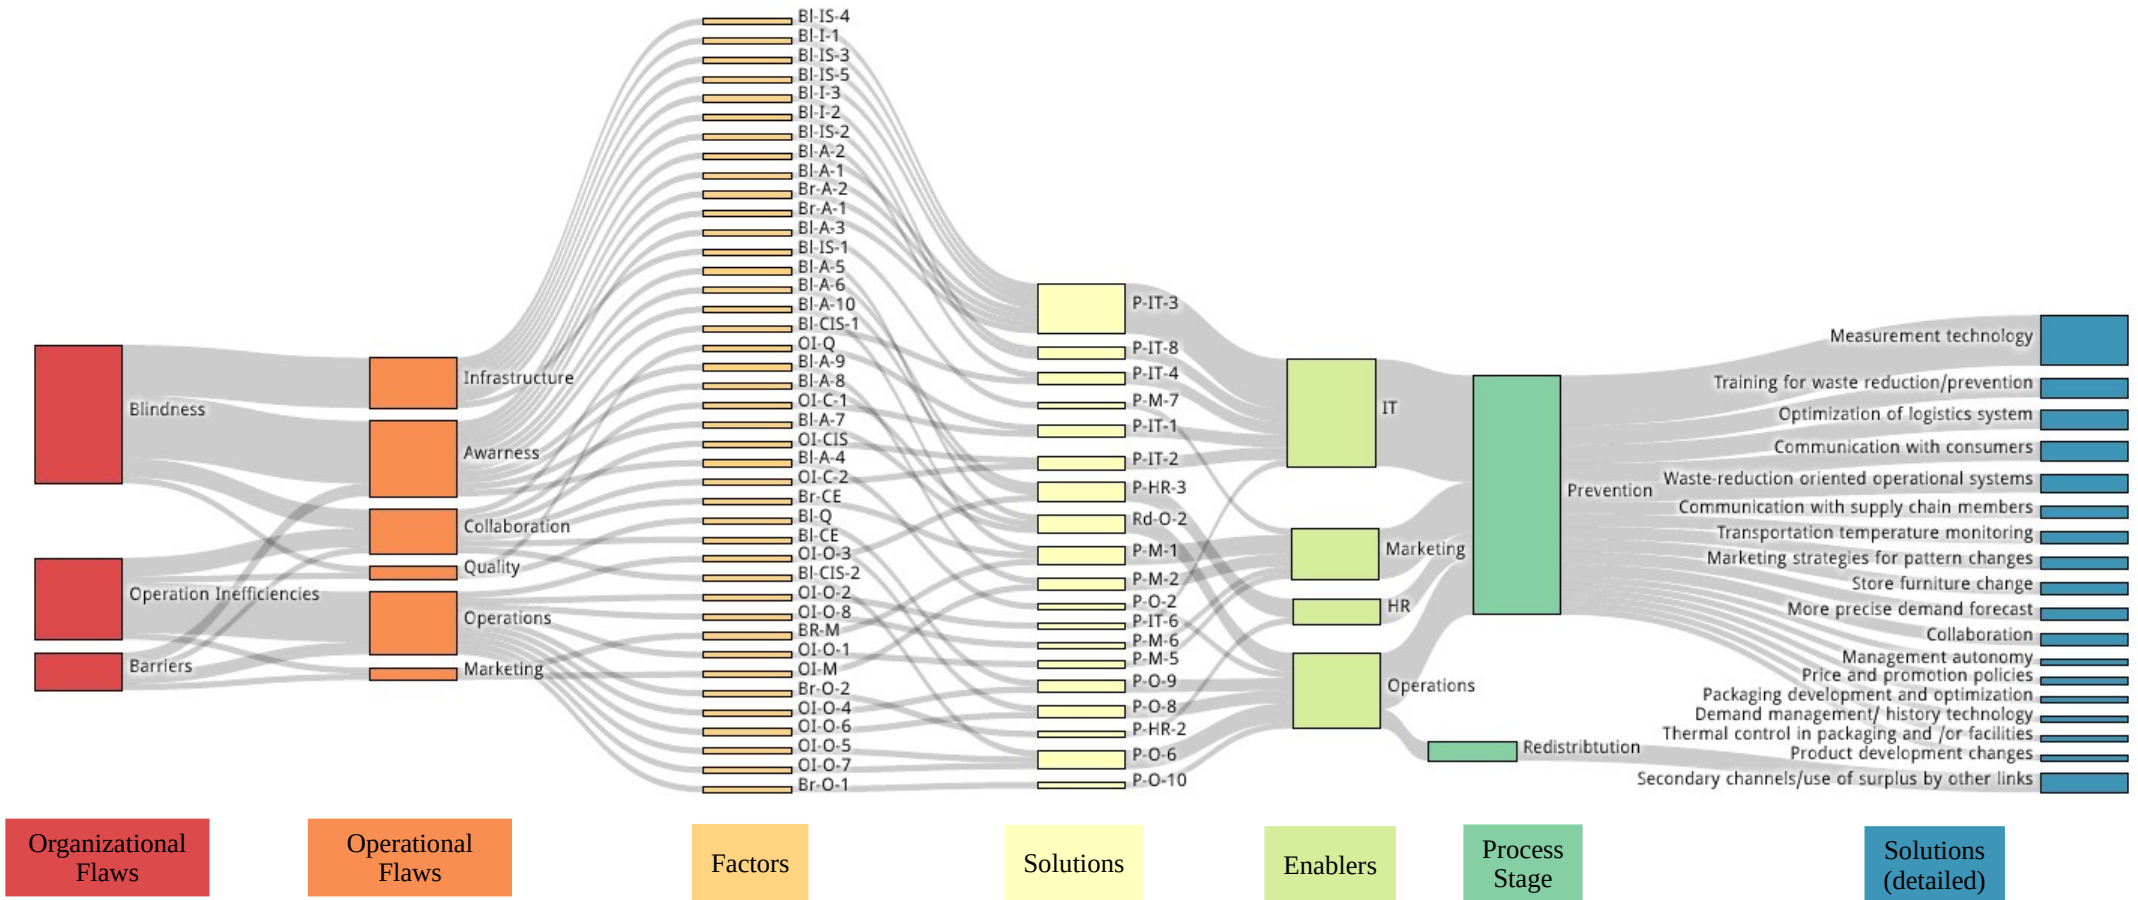 Blindness
Operation Inefficiencies
Barriers
Infrastructure
Awarness
Collaboration
Quality
Operations
Marketing
Bl-IS-4
Bl-I-1
Bl-IS-3
Bl-IS-5
Bl-I-3
Bl-I-2
Bl-IS-2
Bl-A-2
Bl-A-1
Br-A-2
Br-A-1
Bl-A-3
Bl-IS-1
Bl-A-5
Bl-A-6
Bl-A-10
Bl-CIS-1
OI-Q
Bl-A-9
Bl-A-8
OI-C-1
Bl-A-7
OI-CIS
Bl-A-4
OI-C-2
Br-CE
Bl-Q
Bl-CE
OI-O-3
Bl-CIS-2
OI-O-2
OI-O-8
BR-M
OI-O-1
OI-M
Br-O-2
OI-O-4
OI-O-6
OI-O-5
OI-O-7
Br-O-1
P-IT-3
P-IT-8
P-IT-4
P-M-7
P-IT-1
P-IT-2
P-HR-3
Rd-O-2
P-M-1
P-M-2
P-O-2
P-IT-6
P-M-6
P-M-5
P-O-9
P-O-8
P-HR-2
P-O-6
P-O-10
IT
Marketing
HR
Operations
Prevention
Redistribtution
Measurement technology
Training for waste reduction/prevention
Optimization of logistics system
Communication with consumers
Waste-reduction oriented operational systems
Communication with supply chain members
Transportation temperature monitoring
Marketing strategies for pattern changes
Store furniture change
More precise demand forecast
Collaboration
Management autonomy
Price and promotion policies
Packaging development and optimization
Demand management/ history technology
Thermal control in packaging and /or facilities
Product development changes
Secondary channels/use of surplus by other links
Organizational
Flaws
Operational
Flaws
Factors
Solutions
Enablers
Process
Stage
Solutions
(detailed)